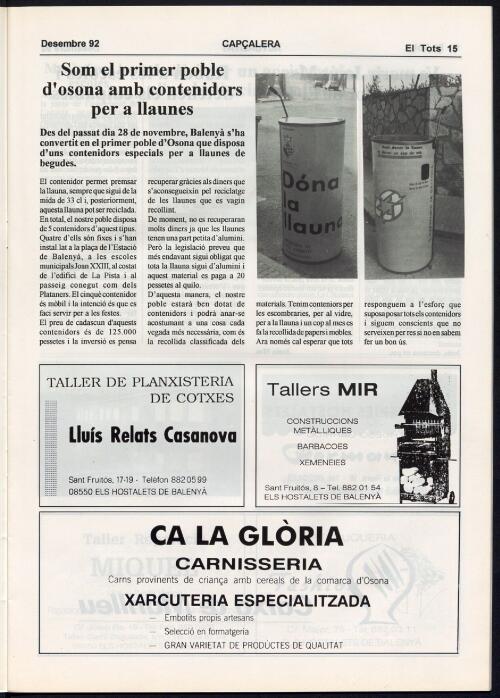 Desembre 92
CAPÇALERA
El Tots 15
Som el primer poble
d'osona amb contenidors
per a llaunes
Des del passat dia 28 de novembre, Balenyà s'ha
convertit en el primer poble d'Osona que disposa
d'uns contenidors especials per a llaunes de
begudes.
El contenidor permet premsar
la llauna, sempre que sigui de la
mida de 33 cl i, posteriorment,
aquesta llauna pot ser reciclada.
En total, el nostre poble disposa
de 5 contenidors d'aquest tipus.
Quatre d'ells són fixes i s'han
instal lat a la plaça de l'Estació
de Balenyà, a les escoles
municipals Joan XXIII, al costat
de l'edifici de La Pista i al
passeig conegut com dels
Plataners. El cinquè contenidor
és mòbil i la intenció és que es
faci servir per a les festes.
El preu de cadascun d'aquests
contenidors és de 125.000
pessetes i la inversió es pensa
recuperar gràcies als diners que
s'aconsegueixin pel reciclatge
de les llaunes que es vagin
recollint.
De moment, no es recuperaran
molts diners ja que les llaunes
tenen una part petita d'alumini.
Però la legislació preveu que
més endavant sigui obligat que
tota la llauna sigui d'alumini i
aquest material es paga a 20
pessetes al quilo.
D'aquesta manera, el nostre
poble estarà ben dotat de
contenidors i podrà anar-se
acostumant a una cosa cada
vegada més necessària, com és
la recollida classificada dels
Dóna
la
llauna
materials. Tenim contenidors per
les escombraries, per al vidre,
per a la llauna i un cop al mes es
fa la recollida de papers i mobles.
Ara només cal esperar que tots
responguem a l'esforç que
suposa posar tots els contenidors
i siguem conscients que no
serveixen per res si no en sabem
fer un bon ús.
TALLER DE PLANXISTERIA
DE COTXES
Lluís Relats Casanova
Sant Fruitós, 17-19 - Telèfon 882 05 99
08550 ELS HOSTALETS DE BALENYÀ
Tallers MIR
CONSTRUCCIONS
METÀL.LIQUES
BARBACOES
XEMENEIES
Sant Fruitós, 8 – Tel. 882 01 54
ELS HOSTALETS DE BALENYÀ
CA LA GLÒRIA
CARNISSERIA
Carns provinents de criança amb cereals de la comarca d'Osona
XARCUTERIA ESPECIALITZADA
— Embotits propis artesans
— Selecció en formatgeria
— GRAN VARIETAT DE PRODÚCTES DE QUALITAT